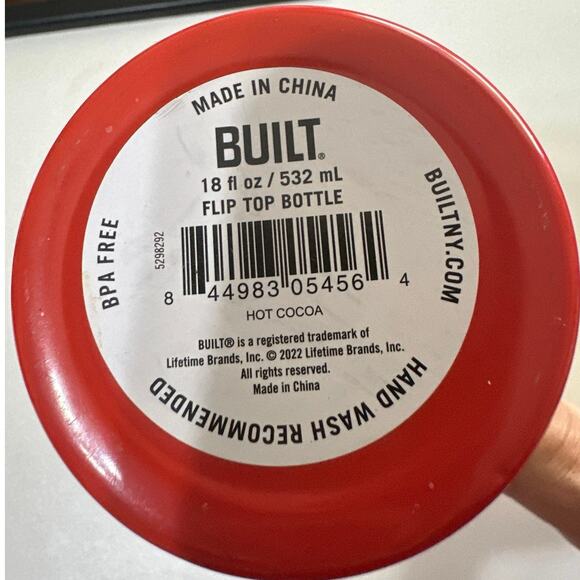 MADE IN CHINA
BUILT®
18 fl oz / 532 mL
FLIP TOP BOTTLE
BPA FREE
5298292
BUILTNY.COM
8 44983 05456 4
HOT COCOA
BUILT® is a registered trademark of
Lifetime Brands, Inc. © 2022 Lifetime Brands, Inc.
All rights reserved.
Made in China
HAND WASH RECOMMENDED